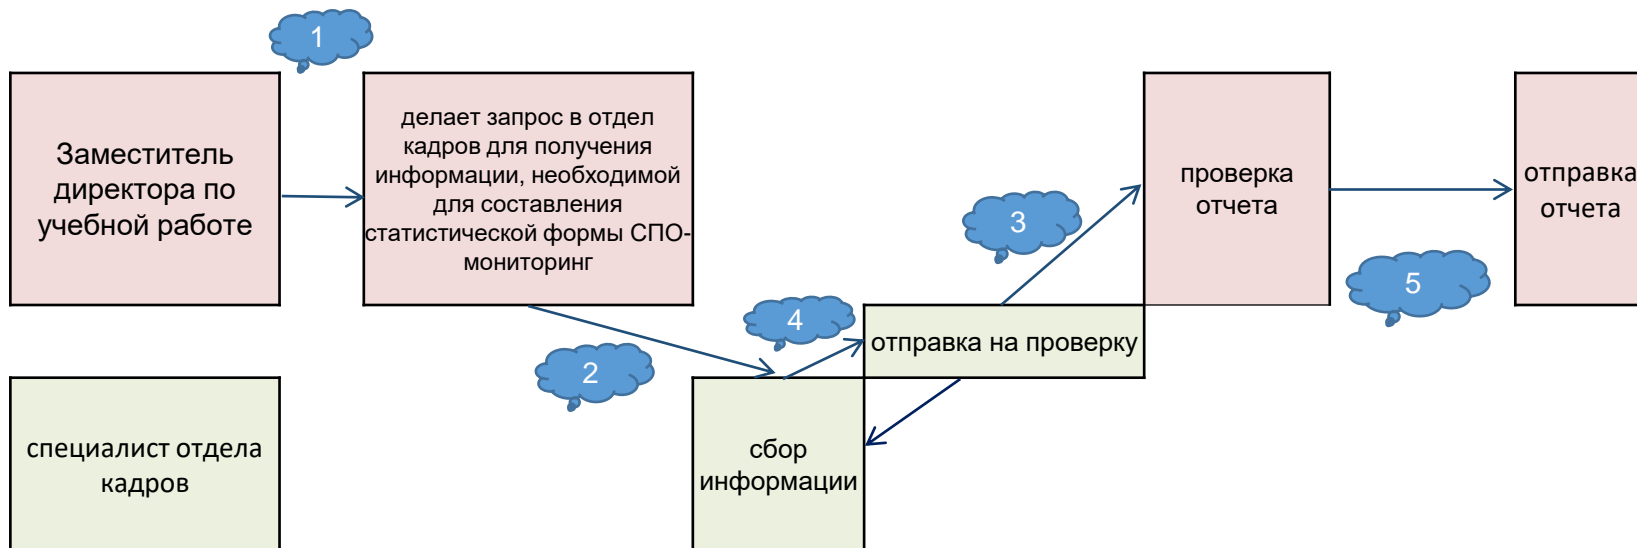 1
Заместитель
директора по
учебной работе
делает запрос в отдел
кадров для получения
информации, необходимой
для составления
статистической формы СПО-
мониторинг
3
проверка
отчета
отправка
отчета
5
2
4
отправка на проверку
специалист отдела
кадров
сбор
информации